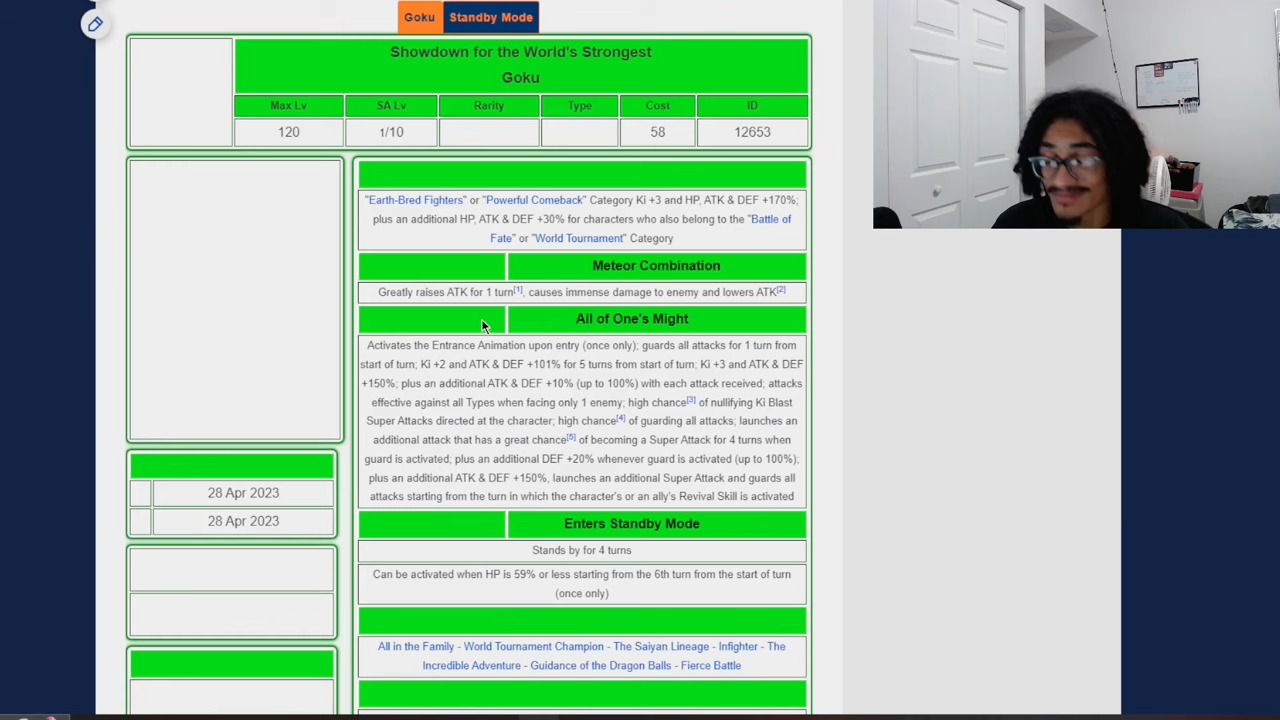 Goku
Standby Mode
Showdown for the World's Strongest
Goku
Max Lv
SA Lv
Rarity
Type
Cost
ID
120
1/10
58
12653
"Earth-Bred Fighters" or "Powerful Comeback" Category Ki +3 and HP, ATK & DEF +170%;
plus an additional HP, ATK & DEF +30% for characters who also belong to the "Battle of
Fate" or "World Tournament" Category
Meteor Combination
Greatly raises ATK for 1 turn[1], causes immense damage to enemy and lowers ATK[2]
All of One's Might
Activates the Entrance Animation upon entry (once only); guards all attacks for 1 turn from
start of turn; Ki +2 and ATK & DEF +101% for 5 turns from start of turn; Ki +3 and ATK & DEF
+150%; plus an additional ATK & DEF +10% (up to 100%) with each attack received; attacks
effective against all Types when facing only 1 enemy; high chance[3] of nullifying Ki Blast
Super Attacks directed at the character; high chance[4] of guarding all attacks; launches an
additional attack that has a great chance[5] of becoming a Super Attack for 4 turns when
guard is activated; plus an additional DEF +20% whenever guard is activated (up to 100%);
plus an additional ATK & DEF +150%, launches an additional Super Attack and guards all
attacks starting from the turn in which the character's or an ally's Revival Skill is activated
28 Apr 2023
28 Apr 2023
Enters Standby Mode
Stands by for 4 turns
Can be activated when HP is 59% or less starting from the 6th turn from the start of turn
(once only)
All in the Family - World Tournament Champion - The Saiyan Lineage - Infighter - The
Incredible Adventure - Guidance of the Dragon Balls - Fierce Battle